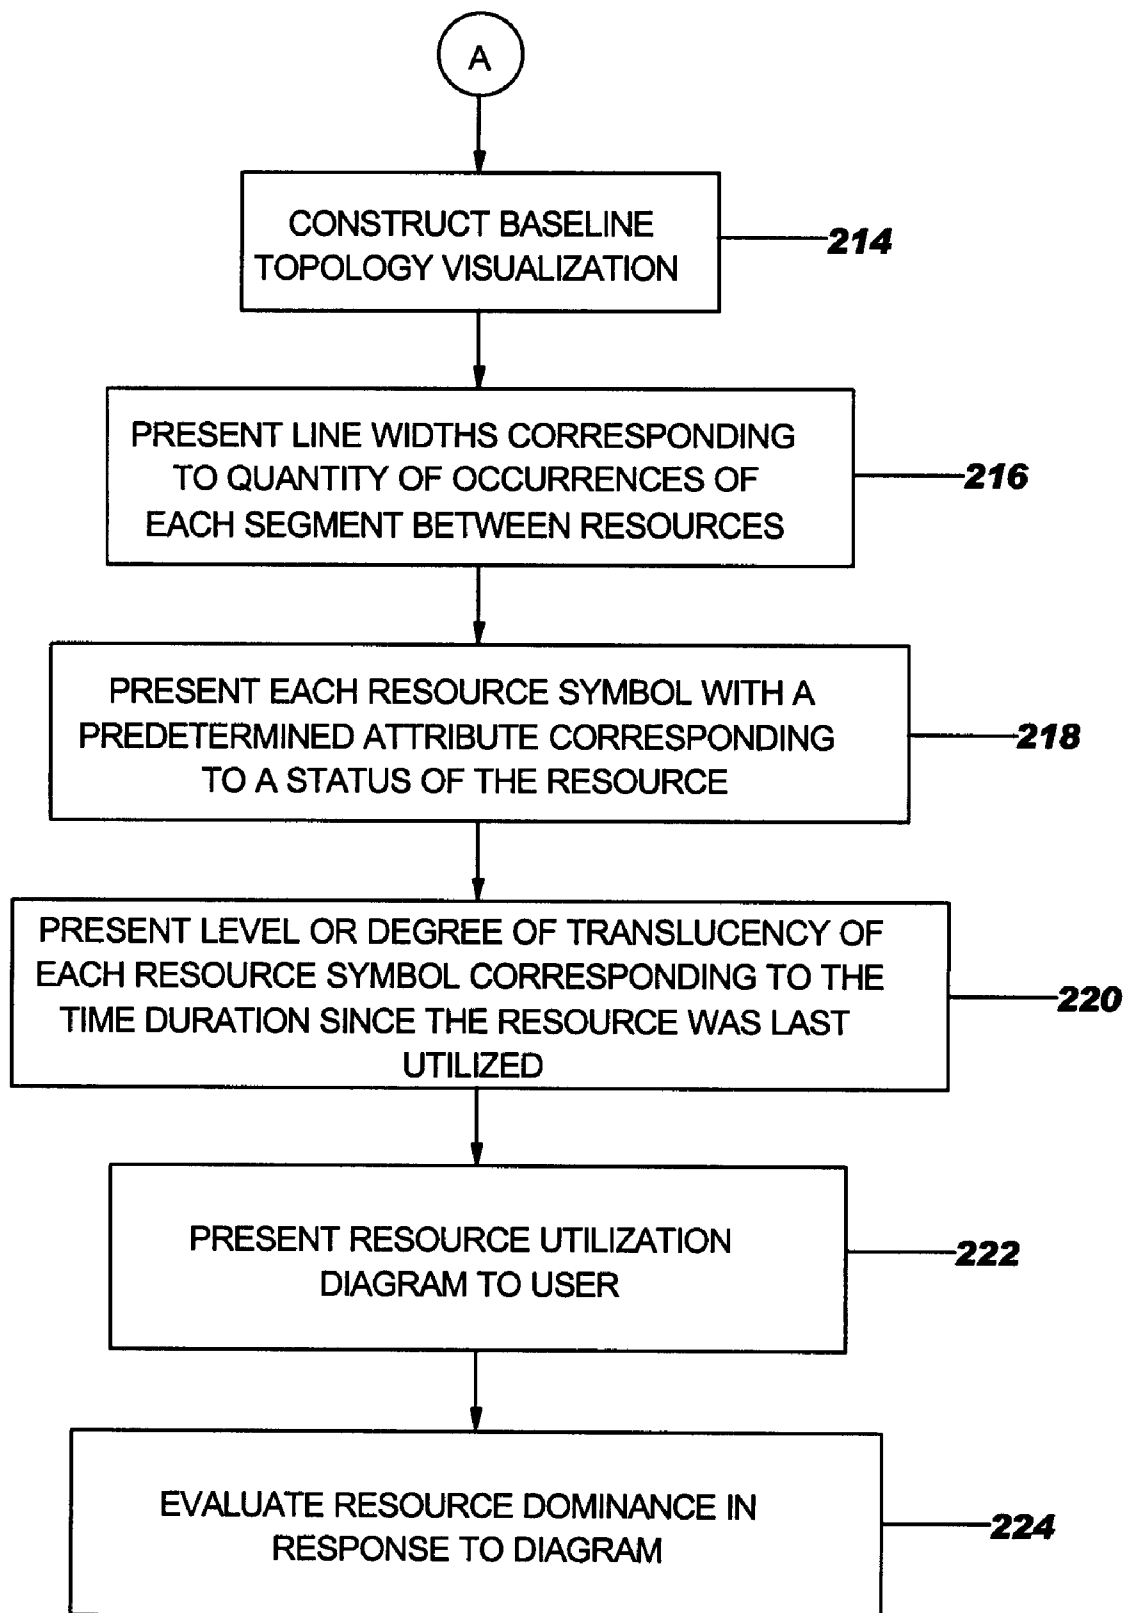 A
CONSTRUCT BASELINE
TOPOLOGY VISUALIZATION
214
PRESENT LINE WIDTHS CORRESPONDING
TO QUANTITY OF OCCURRENCES OF
EACH SEGMENT BETWEEN RESOURCES
216
PRESENT EACH RESOURCE SYMBOL WITH A
PREDETERMINED ATTRIBUTE CORRESPONDING
TO A STATUS OF THE RESOURCE
218
PRESENT LEVEL OR DEGREE OF TRANSLUCENCY OF
EACH RESOURCE SYMBOL CORRESPONDING TO THE
TIME DURATION SINCE THE RESOURCE WAS LAST
UTILIZED
220
PRESENT RESOURCE UTILIZATION
DIAGRAM TO USER
222
EVALUATE RESOURCE DOMINANCE IN
RESPONSE TO DIAGRAM
224